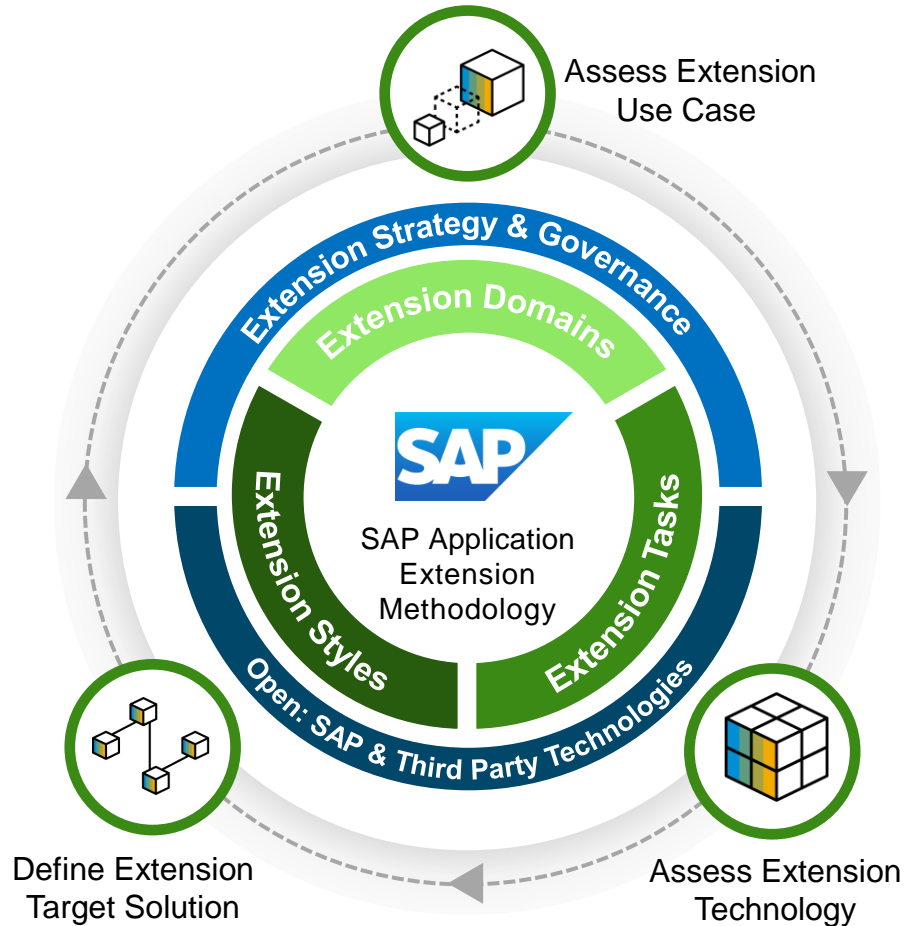 Assess Extension
Use Case
Extension Strategy & Governance
Extension Domains
SAP
SAP Application
Extension
Methodology
Extension Styles
Extension Tasks
Open: SAP & Third Party Technologies
Define Extension
Target Solution
Assess Extension
Technology